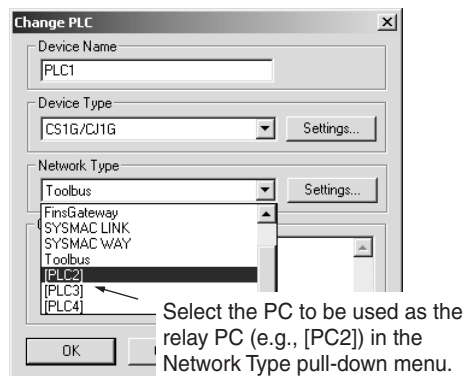 Change PLC
Device Name
PLC1
Device Type
CS1G/CJ1G
Settings...
Network Type
Toolbus
Settings...
FinsGateway
SYSMAC LINK
SYSMAC WAY
Toolbus
[PLC2]
[PLC3]
[PLC4]
Select the PC to be used as the
relay PC (e.g., [PC2]) in the
Network Type pull-down menu.
OK